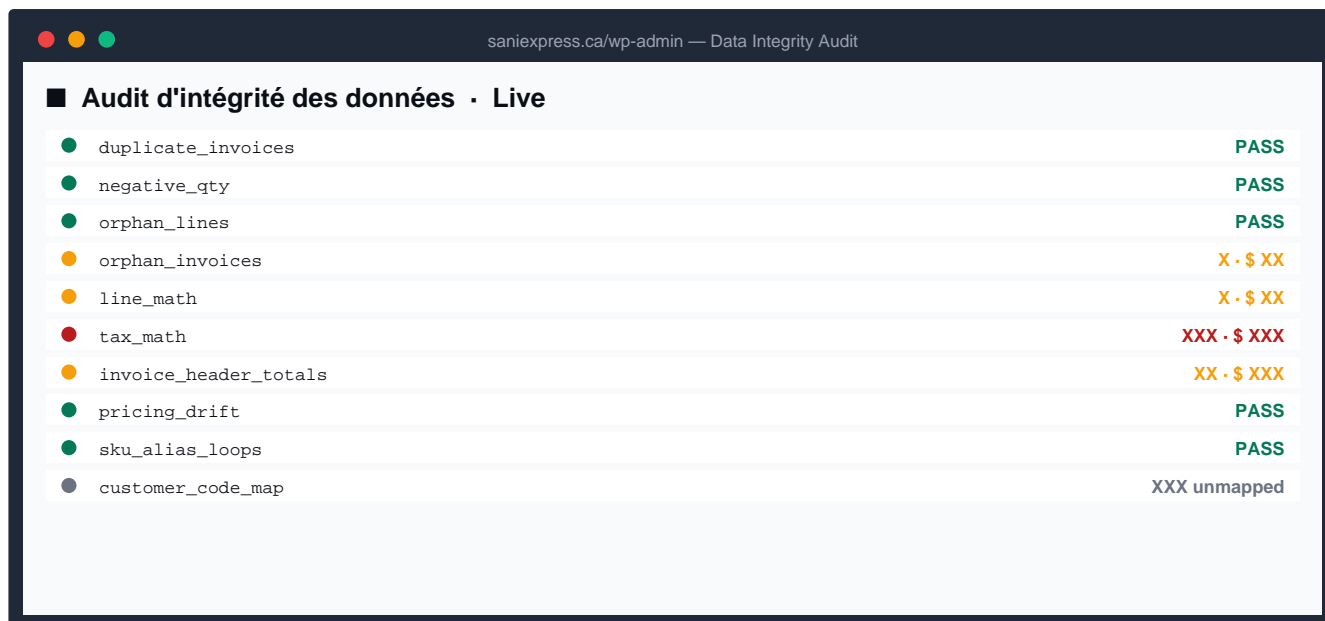 saniexpress.ca/wp-admin — Data Integrity Audit
■ Audit d'intégrité des données · Live
duplicate_invoices PASS
negative_qty PASS
orphan_lines PASS
orphan_invoices X · $ XX
line_math X · $ XX
tax_math XXX · $ XXX
invoice_header_totals XX · $ XXX
pricing_drift PASS
sku_alias_loops PASS
customer_code_map XXX unmapped